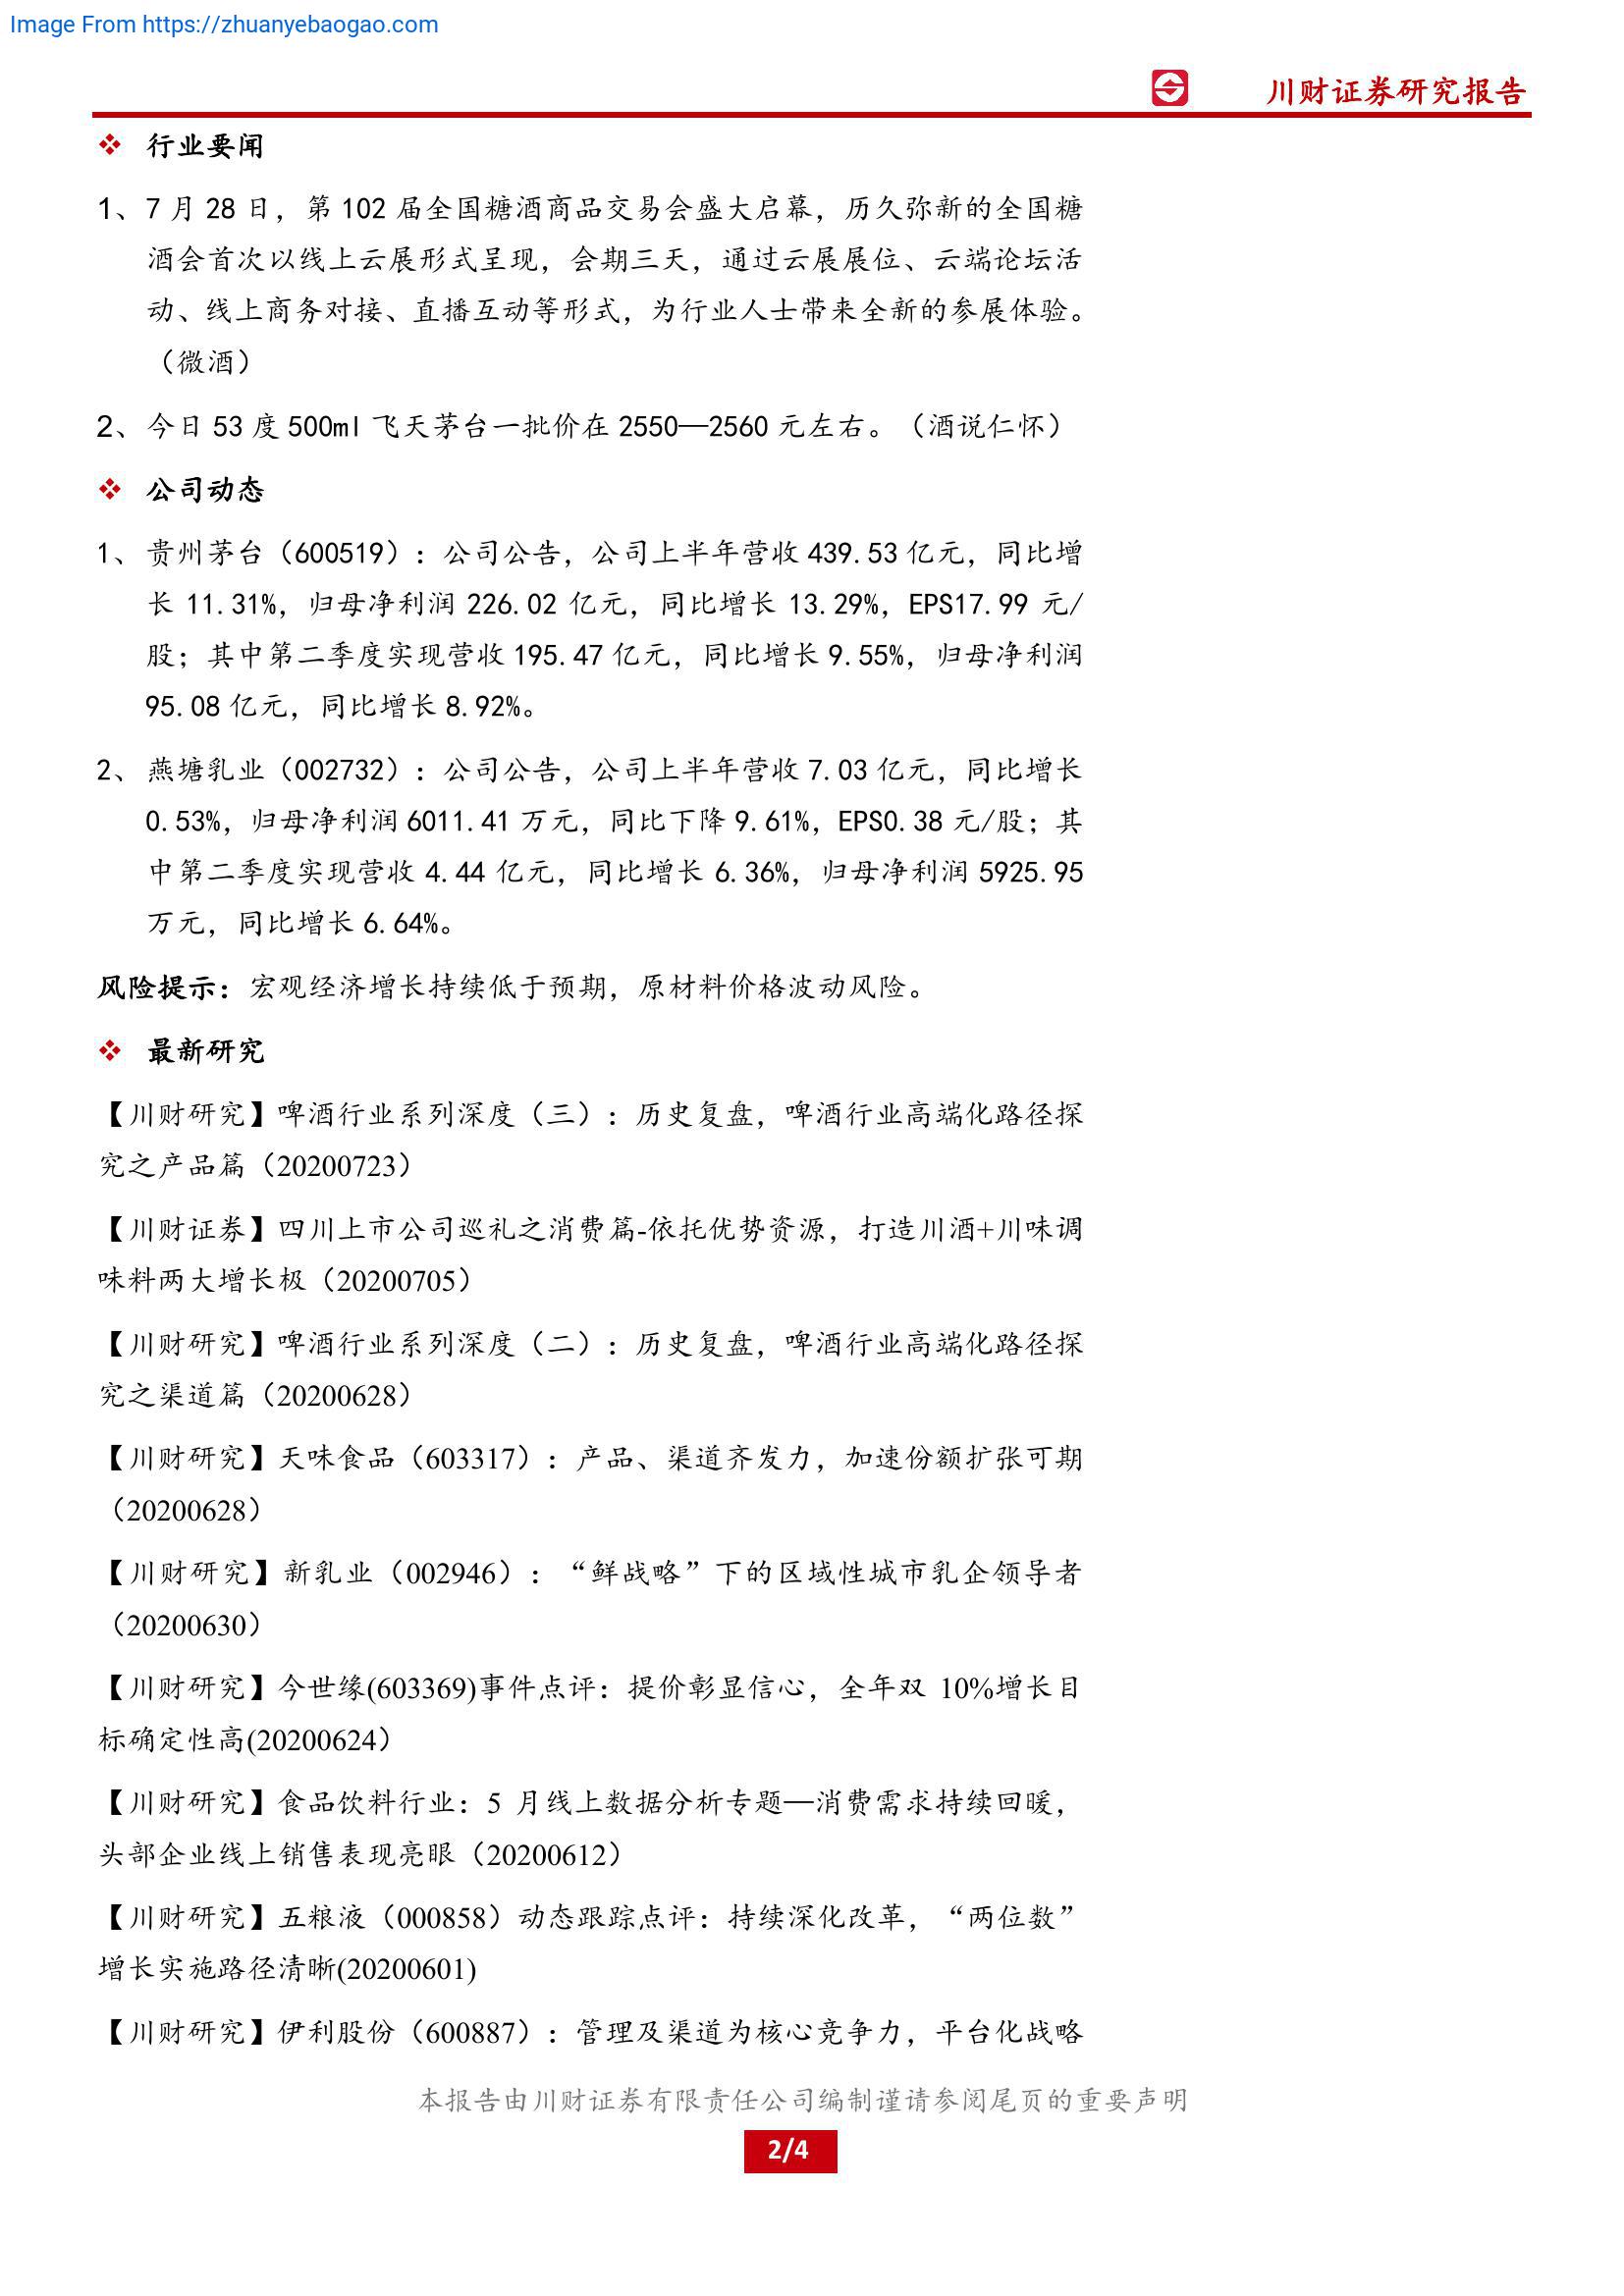 Image From https://zhuanyebaogao.com
川财证券研究报告
行业要闻
1、7 月 28 日，第 102 届全国糖酒商品交易会盛大启幕，历久弥新的全国糖
酒会首次以线上云展形式呈现，会期三天，通过云展展位、云端论坛活
动、线上商务对接、直播互动等形式，为行业人士带来全新的参展体验。
（微酒）
2、今日 53 度 500ml 飞天茅台一批价在 2550—2560 元左右。（酒说仁怀）
公司动态
1、贵州茅台（600519）：公司公告，公司上半年营收 439.53 亿元，同比增
长 11.31%，归母净利润 226.02 亿元，同比增长 13.29%，EPS17.99 元/
股；其中第二季度实现营收 195.47 亿元，同比增长 9.55%，归母净利润
95.08 亿元，同比增长 8.92%。
2、燕塘乳业（002732）：公司公告，公司上半年营收 7.03 亿元，同比增长
0.53%，归母净利润 6011.41 万元，同比下降 9.61%，EPS0.38 元/股；其
中第二季度实现营收 4.44 亿元，同比增长 6.36%，归母净利润 5925.95
万元，同比增长 6.64%。
风险提示：宏观经济增长持续低于预期，原材料价格波动风险。
最新研究
【川财研究】啤酒行业系列深度（三）：历史复盘，啤酒行业高端化路径探
究之产品篇（20200723）
【川财证券】四川上市公司巡礼之消费篇-依托优势资源，打造川酒+川味调
味料两大增长极（20200705）
【川财研究】啤酒行业系列深度（二）：历史复盘，啤酒行业高端化路径探
究之渠道篇（20200628）
【川财研究】天味食品（603317）：产品、渠道齐发力，加速份额扩张可期
（20200628）
【川财研究】新乳业（002946）：“鲜战略”下的区域性城市乳企领导者
（20200630）
【川财研究】今世缘(603369)事件点评：提价彰显信心，全年双 10%增长目
标确定性高(20200624）
【川财研究】食品饮料行业：5 月线上数据分析专题—消费需求持续回暖，
头部企业线上销售表现亮眼（20200612）
【川财研究】五粮液（000858）动态跟踪点评：持续深化改革，“两位数”
增长实施路径清晰(20200601)
【川财研究】伊利股份（600887）：管理及渠道为核心竞争力，平台化战略
本报告由川财证券有限责任公司编制谨请参阅尾页的重要声明
2/4